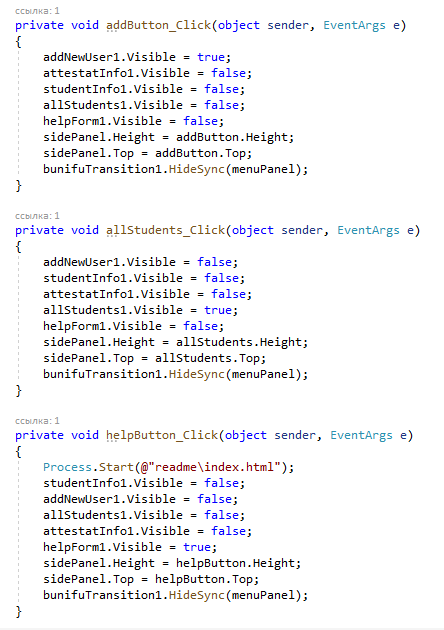 ссылка: 1
private void addButton_Click(object sender, EventArgs e)
{
addNewUser1.Visible = true;
attestatInfo1.Visible = false;
studentInfo1.Visible = false;
allStudents1.Visible = false;
helpForm1.Visible = false;
sidePanel.Height = addButton.Height;
sidePanel.Top = addButton.Top;
bunifuTransition1.HideSync(menuPanel);
}
ссылка: 1
private void allStudents_Click(object sender, EventArgs e)
{
addNewUser1.Visible = false;
studentInfo1.Visible = false;
attestatInfo1.Visible = false;
allStudents1.Visible = true;
helpForm1.Visible = false;
sidePanel.Height = allStudents.Height;
sidePanel.Top = allStudents.Top;
bunifuTransition1.HideSync(menuPanel);
}
ссылка: 1
private void helpButton_Click(object sender, EventArgs e)
{
Process.Start(@"readme\index.html");
studentInfo1.Visible = false;
addNewUser1.Visible = false;
allStudents1.Visible = false;
attestatInfo1.Visible = false;
helpForm1.Visible = true;
sidePanel.Height = helpButton.Height;
sidePanel.Top = helpButton.Top;
bunifuTransition1.HideSync(menuPanel);
}